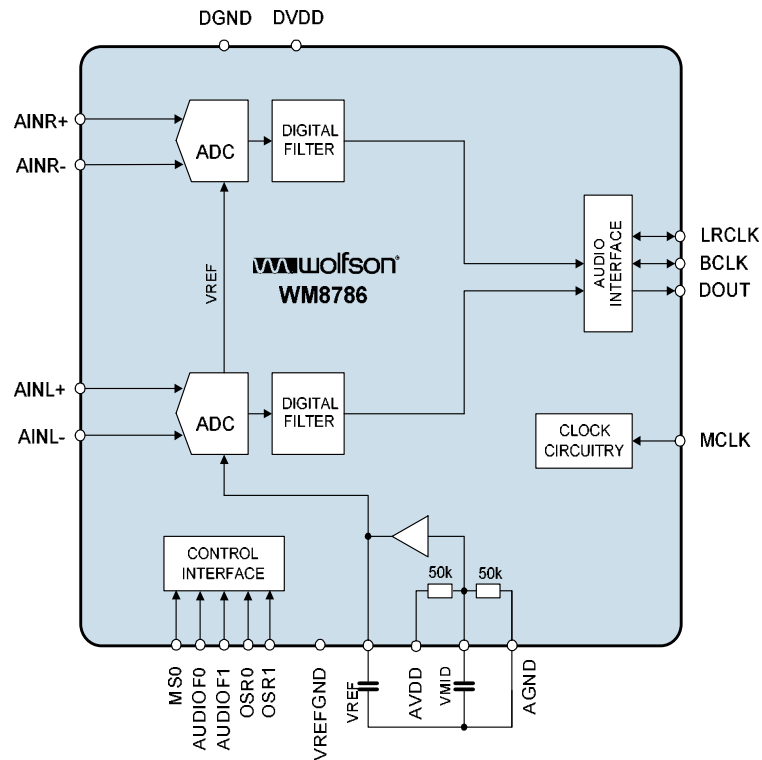 DGND DVDD
AINR+
AINR-
ADC
DIGITAL
FILTER
VREF
wolfson®
WM8786
AUDIO
INTERFACE
LRCLK
BCLK
DOUT
AINL+
AINL-
ADC
DIGITAL
FILTER
CLOCK
CIRCUITRY
MCLK
CONTROL
INTERFACE
50k 50k
MS0
AUDIOF0
AUDIOF1
OSR0
OSR1
VREFGND
VREF
AVDD
VMID
AGND